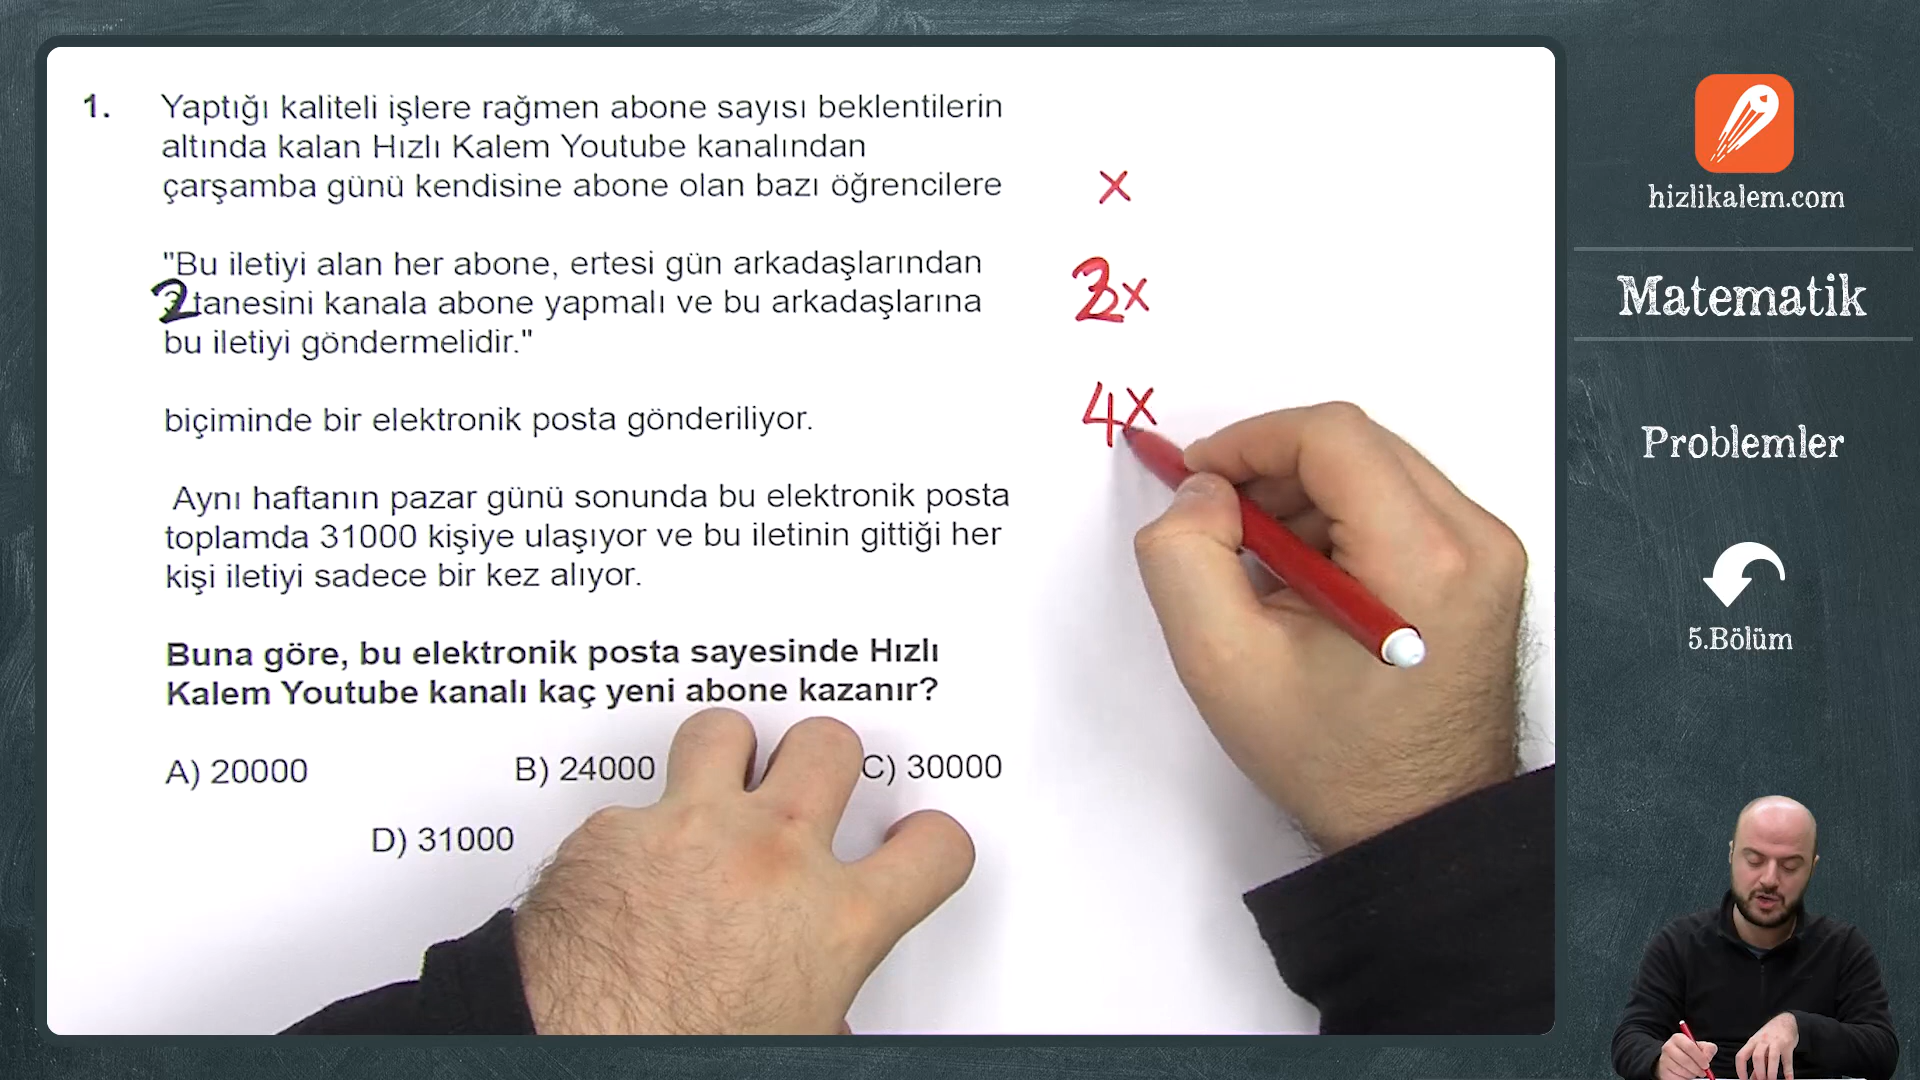 1. Yaptığı kaliteli işlere rağmen abone sayısı beklentilerin
altında kalan Hızlı Kalem Youtube kanalından
çarşamba günü kendisine abone olan bazı öğrencilere
"Bu iletiyi alan her abone, ertesi gün arkadaşlarından
2 tanesini kanala abone yapmalı ve bu arkadaşlarına
bu iletiyi göndermelidir."
biçiminde bir elektronik posta gönderiliyor.
Aynı haftanın pazar günü sonunda bu elektronik posta
toplamda 31000 kişiye ulaşıyor ve bu iletinin gittiği her
kişi iletiyi sadece bir kez alıyor.
Buna göre, bu elektronik posta sayesinde Hızlı
Kalem Youtube kanalı kaç yeni abone kazanır?
A) 20000 B) 24000 C) 30000
D) 31000
x
2x
4x
hizlikalem.com
Matematik
Problemler
5.Bölüm